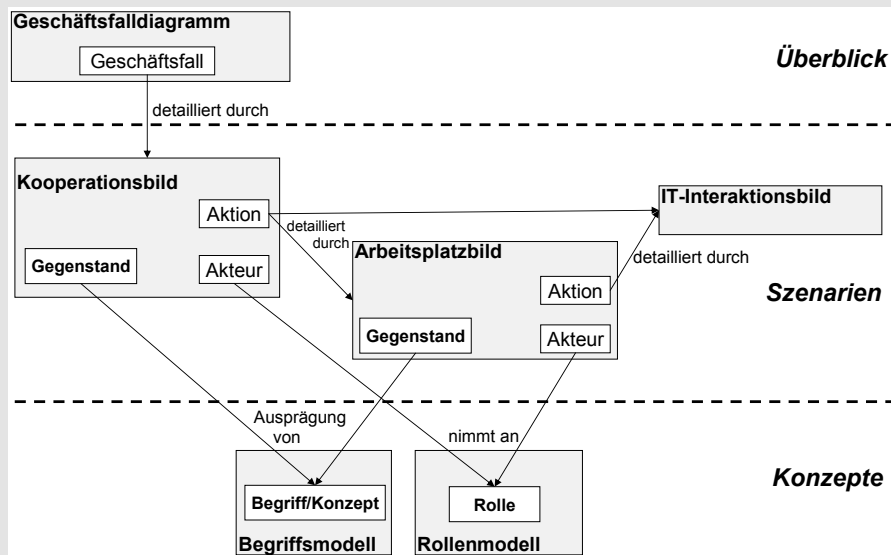 Geschäftsfalldiagramm
Geschäftsfall
Überblick
detailliert durch
Kooperationsbild
Aktion
Gegenstand
Akteur
detailliert
durch
IT-Interaktionsbild
Arbeitsplatzbild
detailliert durch
Aktion
Gegenstand
Akteur
Szenarien
Ausprägung
von
nimmt an
Konzepte
Begriff/Konzept
Begriffsmodell
Rolle
Rollenmodell